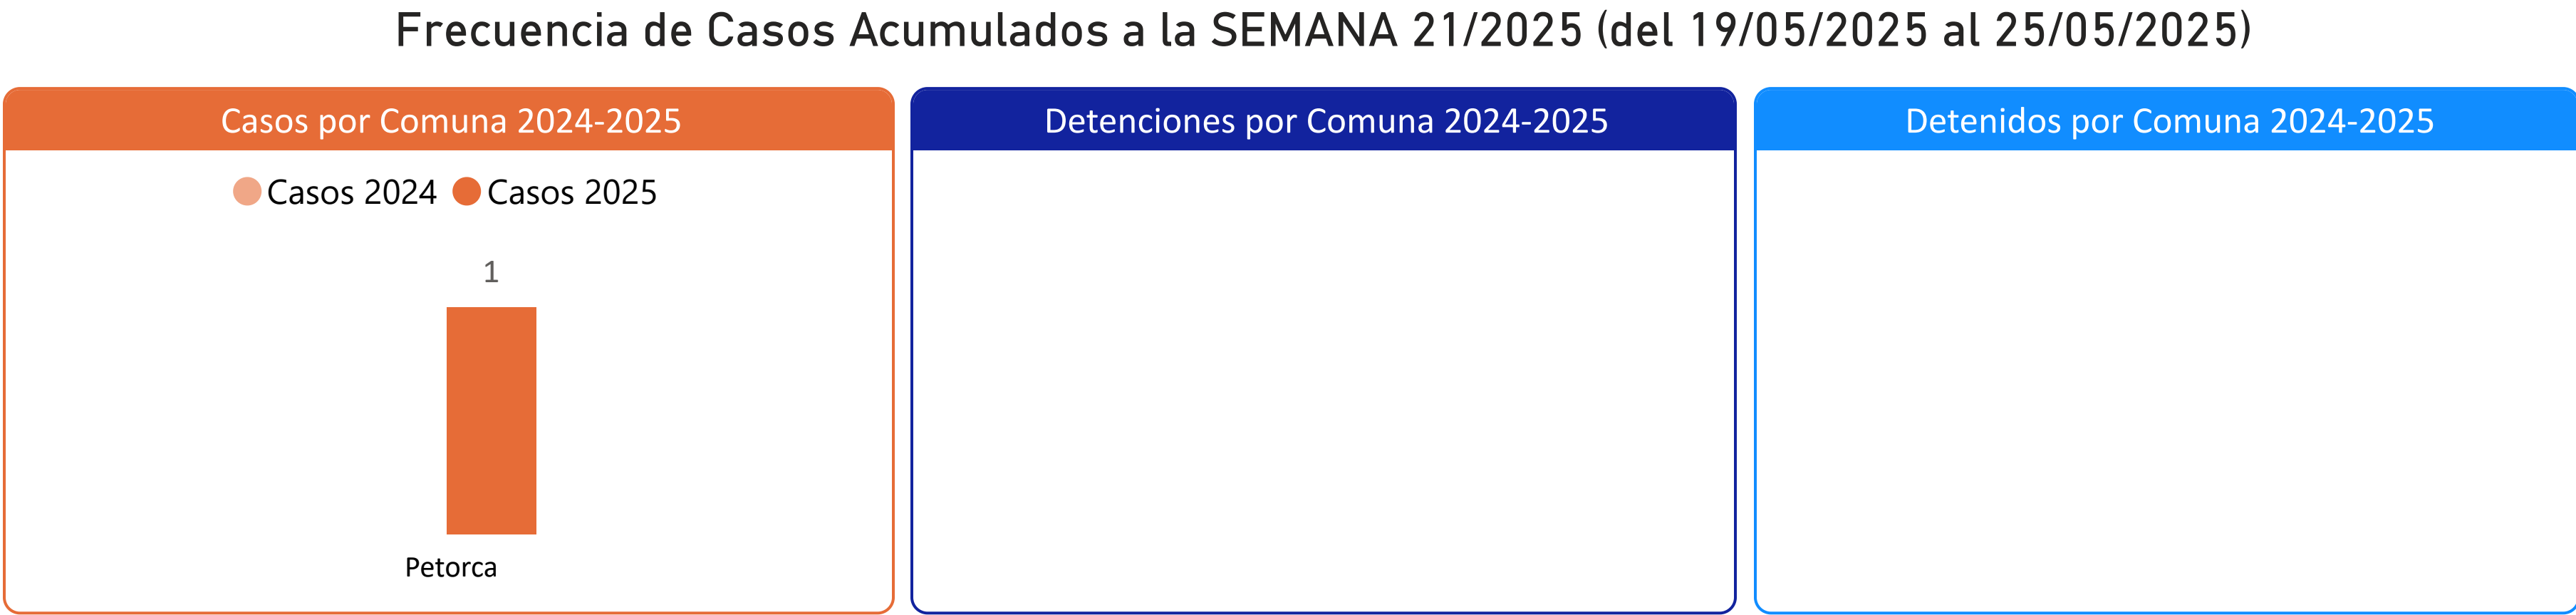 Frecuencia de Casos Acumulados a la SEMANA 21/2025 (del 19/05/2025 al 25/05/2025)
Casos por Comuna 2024-2025
Casos 2024 Casos 2025
1
Petorca
Detenciones por Comuna 2024-2025
Detenidos por Comuna 2024-2025